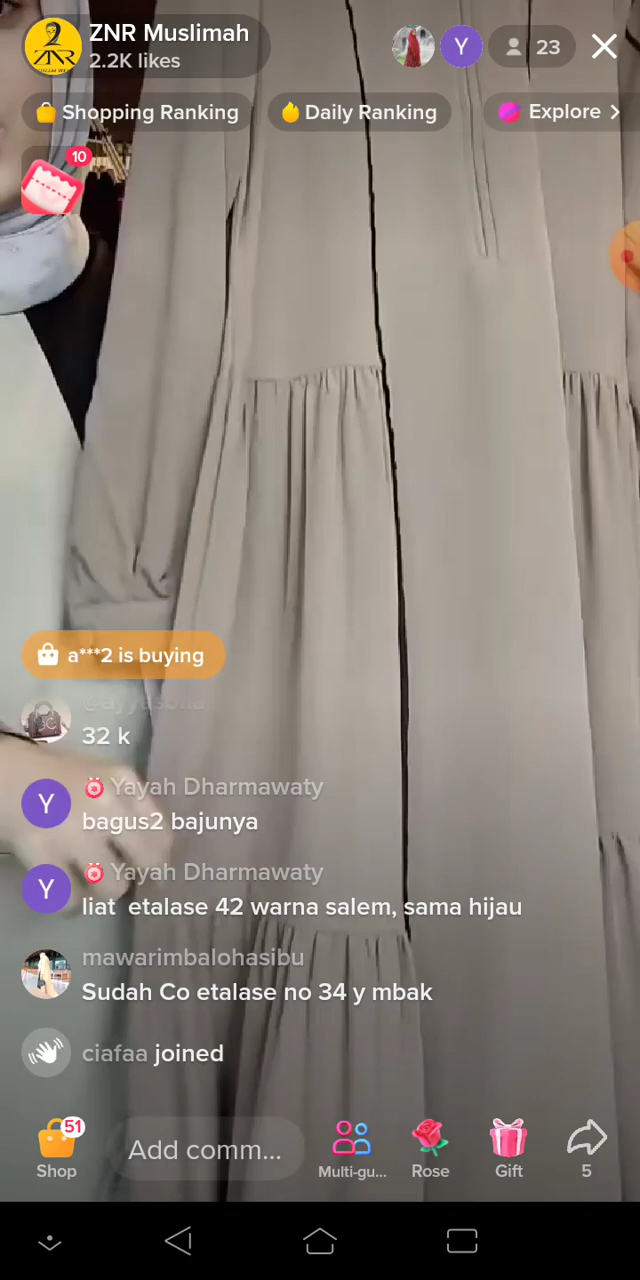 ZNR Muslimah
2.2K likes
ZNR
Y
23
Shopping Ranking
Daily Ranking
Explore
10
a***2 is buying
32 k
Y
Yayah Dharmawaty
bagus2 bajunya
Y
Yayah Dharmawaty
liat etalase 42 warna salem, sama hijau
mawarimbalohasibu
Sudah Co etalase no 34 y mbak
ciafaa joined
51
Shop
Add comm...
Multi-gu...
Rose
Gift
5